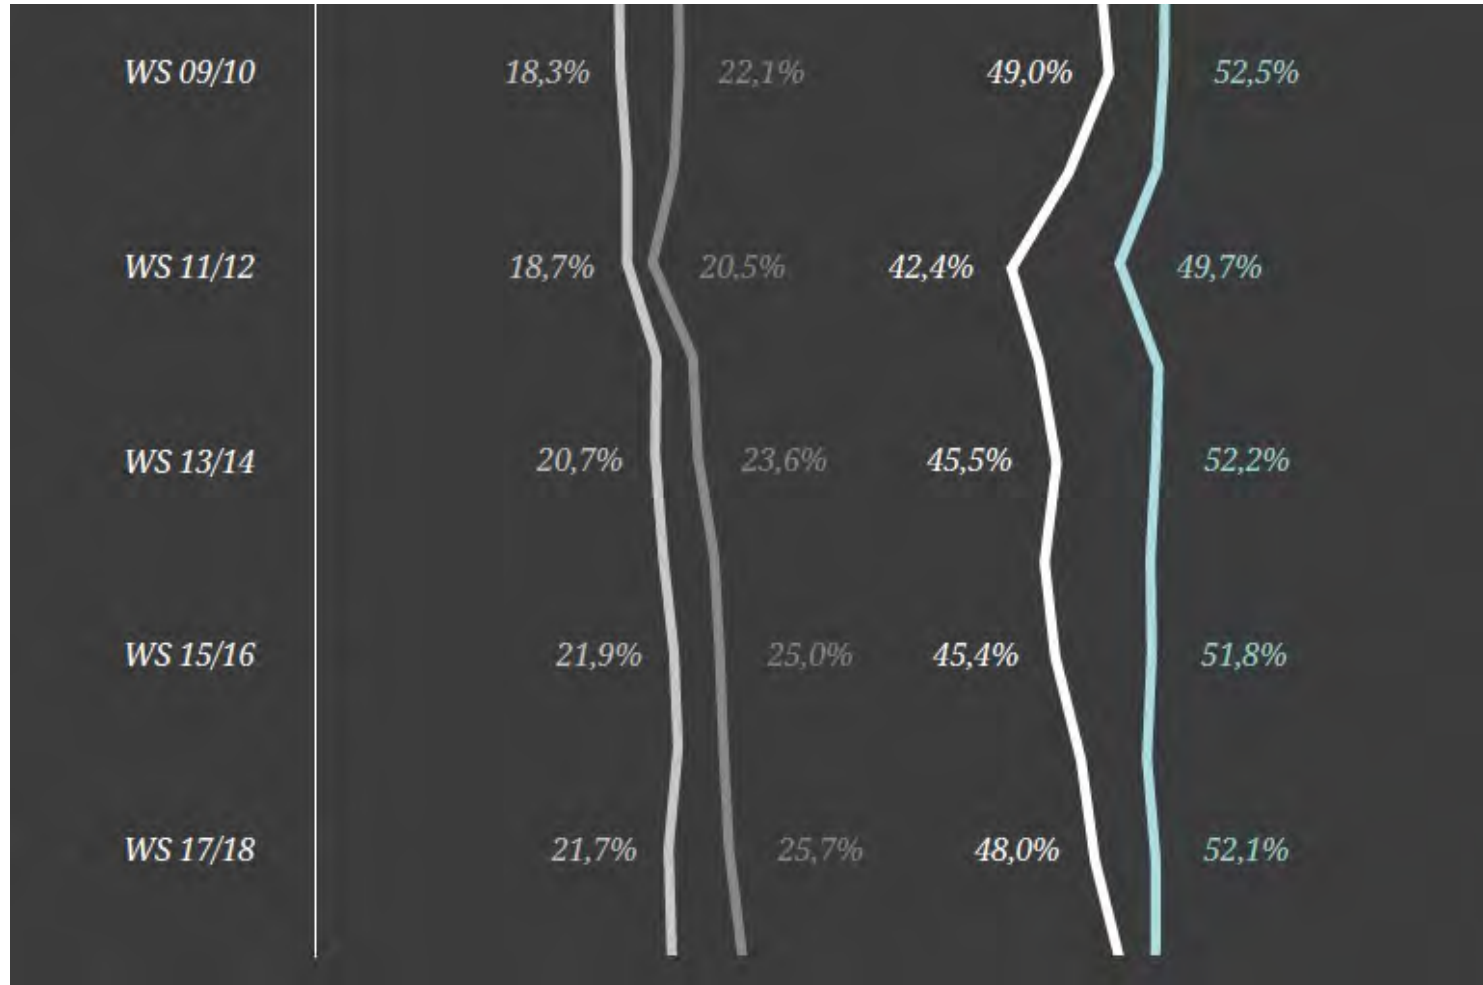 WS 09/10 18,3% 22,1% 49,0% 52,5%
WS 11/12 18,7% 20,5% 42,4% 49,7%
WS 13/14 20,7% 23,6% 45,5% 52,2%
WS 15/16 21,9% 25,0% 45,4% 51,8%
WS 17/18 21,7% 25,7% 48,0% 52,1%